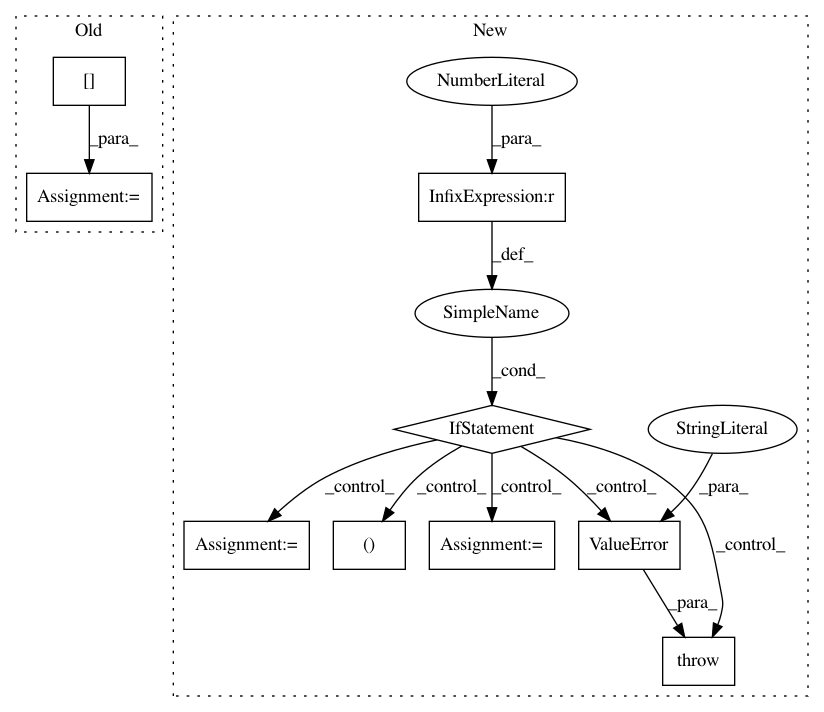 Old
New
[]
NumberLiteral
_para_
_para_
Assignment:=
InfixExpression:r
_def_
SimpleName
_cond_
IfStatement
StringLiteral
_control_
_control_
_control_
_control_
_para_
Assignment:=
()
Assignment:=
ValueError
_control_
_para_
throw